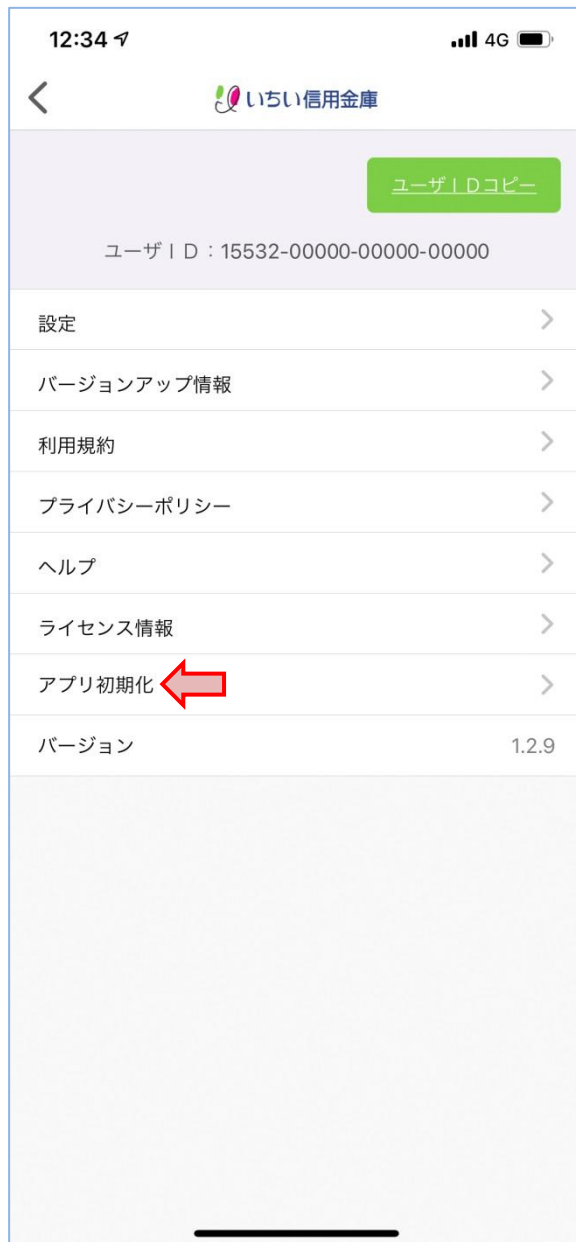 12:34
4G
いちい信用金庫
ユーザＩＤコピー
ユーザＩＤ：15532-00000-00000-00000
設定
バージョンアップ情報
利用規約
プライバシーポリシー
ヘルプ
ライセンス情報
アプリ初期化
バージョン 1.2.9